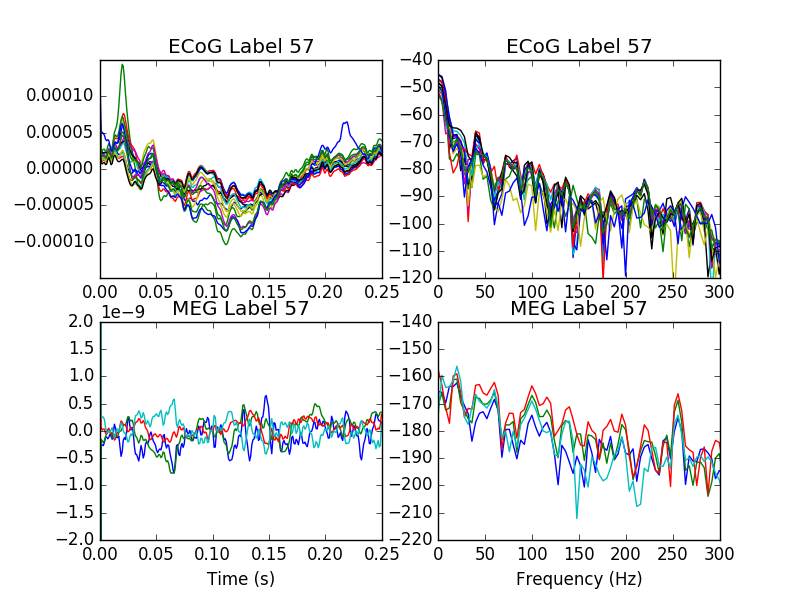 ECoG Label 57
0.00010
0.00005
0.00000
−0.00005
−0.00010
0.00 0.05 0.10 0.15 0.20 0.25
ECoG Label 57
−40
−50
−60
−70
−80
−90
−100
−110
−120
0 50 100 150 200 250 300
MEG Label 57
1e−9
2.0
1.5
1.0
0.5
0.0
−0.5
−1.0
−1.5
−2.0
0.00 0.05 0.10 0.15 0.20 0.25
Time (s)
MEG Label 57
−140
−150
−160
−170
−180
−190
−200
−210
−220
0 50 100 150 200 250 300
Frequency (Hz)